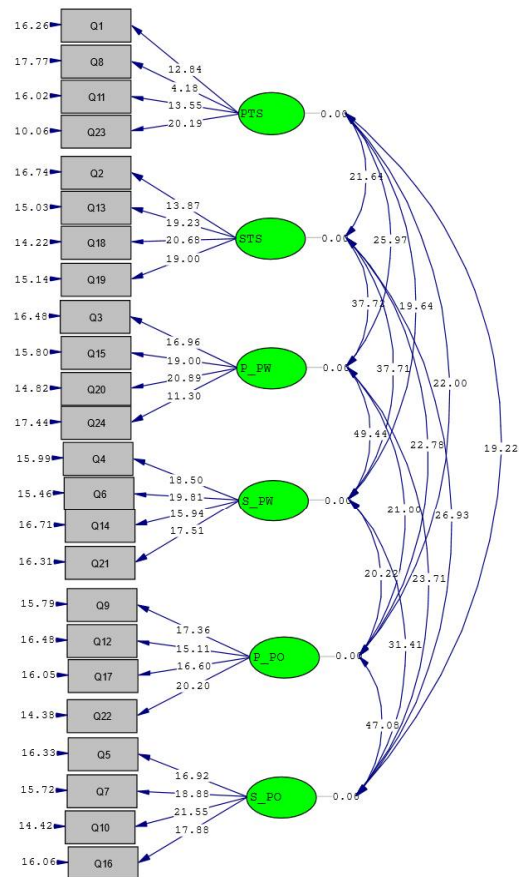 16.26 Q1
17.77 Q8
12.84
4.18
16.02 Q11
13.55
PTS 0.00
10.06 Q23
20.19
16.74 Q2
21.64
13.87
15.03 Q13
19.23
14.22 Q18
20.68
STS 0.00
25.97
15.14 Q19
19.00
16.48 Q3
37.72
19.64
16.96
15.80 Q15
19.00
P_PW 0.00
37.71
14.82 Q20
20.89
22.00
17.44 Q24
11.30
19.22
15.99 Q4
49.44
22.78
18.50
15.46 Q6
19.81
S_PW 0.00
21.00
26.93
16.71 Q14
15.94
16.31 Q21
17.51
20.22
23.71
15.79 Q9
17.36
31.41
16.48 Q12
15.11
P_PO 0.00
16.05 Q17
16.60
14.38 Q22
20.20
47.08
16.33 Q5
16.92
15.72 Q7
18.88
S_PO 0.00
14.42 Q10
21.55
16.06 Q16
17.88